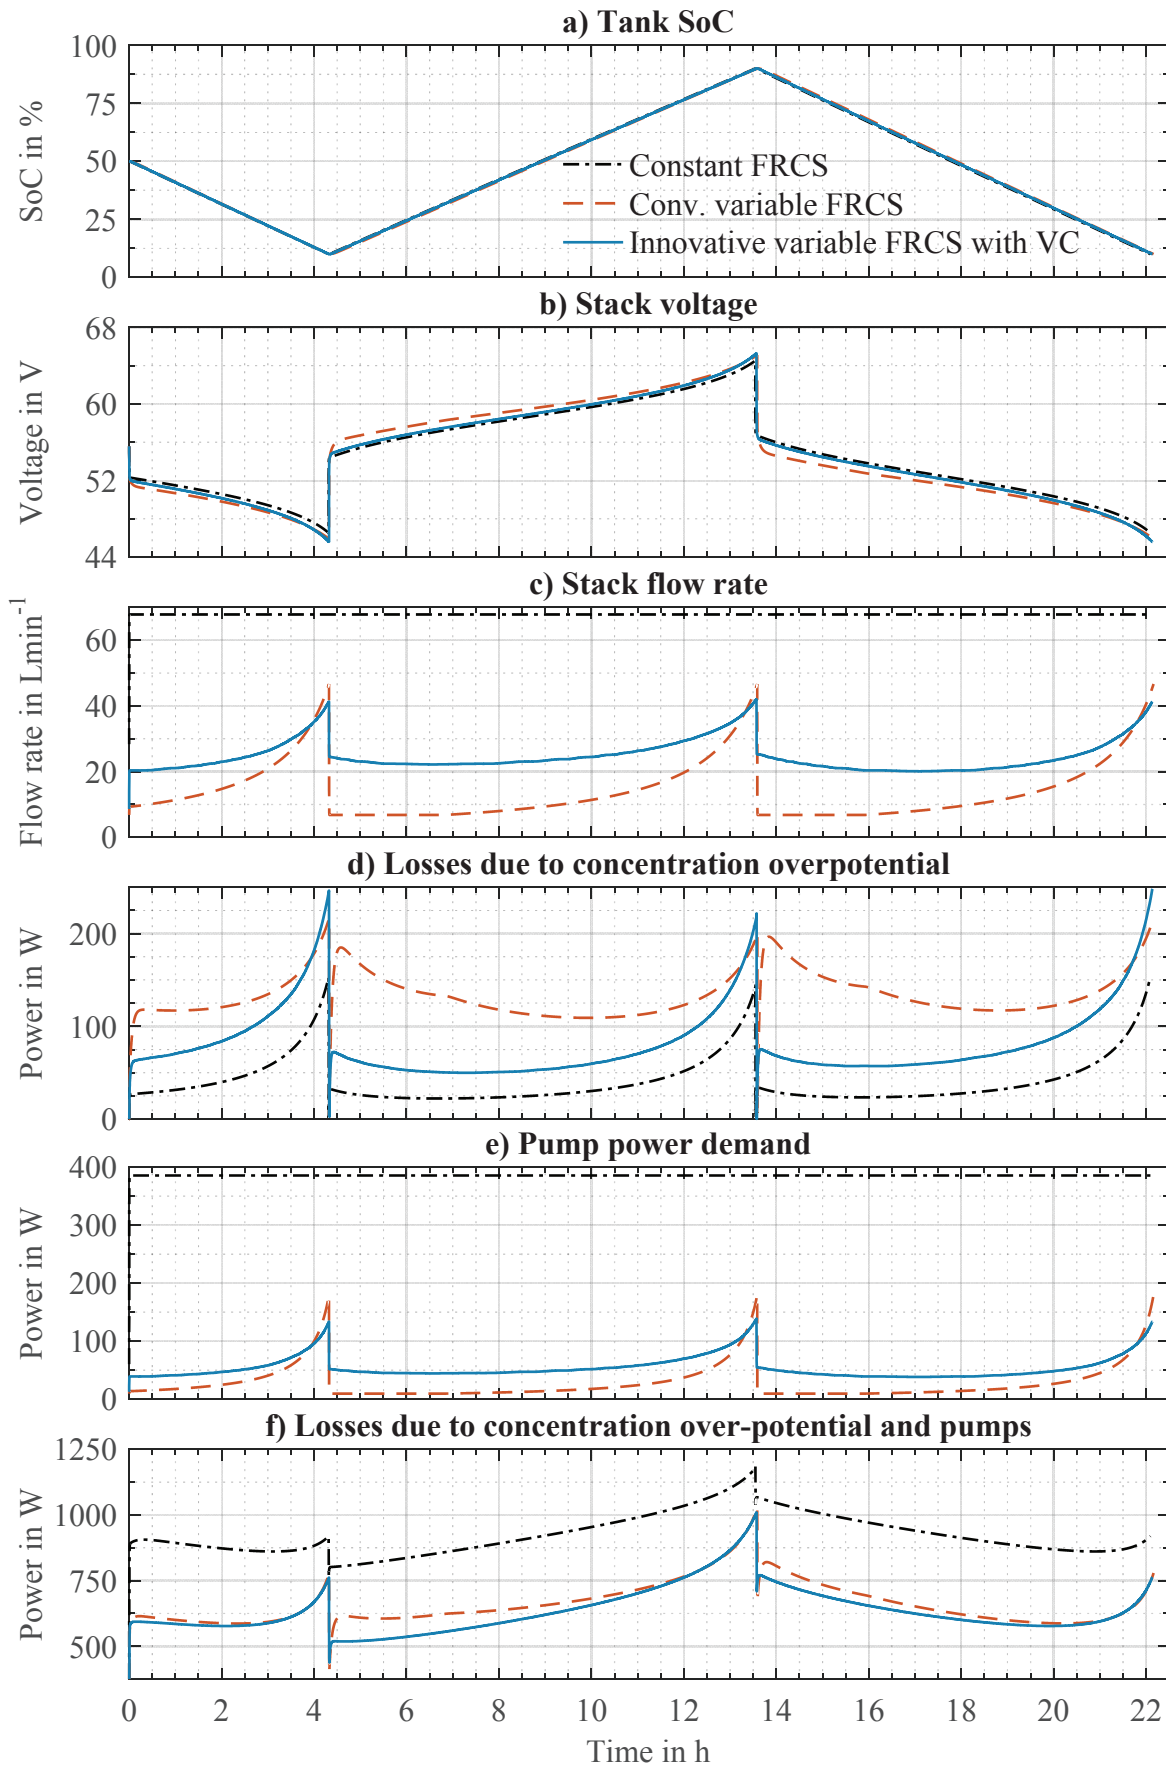 a) Tank SoC
100
75
50
25
0
SoC in %
Constant FRCS
Conv. variable FRCS
Innovative variable FRCS with VC
b) Stack voltage
68
60
52
44
Voltage in V
c) Stack flow rate
60
40
20
0
Flow rate in Lmin⁻¹
d) Losses due to concentration overpotential
200
100
0
Power in W
e) Pump power demand
400
300
200
100
0
Power in W
f) Losses due to concentration over-potential and pumps
1250
1000
750
500
Power in W
0 2 4 6 8 10 12 14 16 18 20 22
Time in h